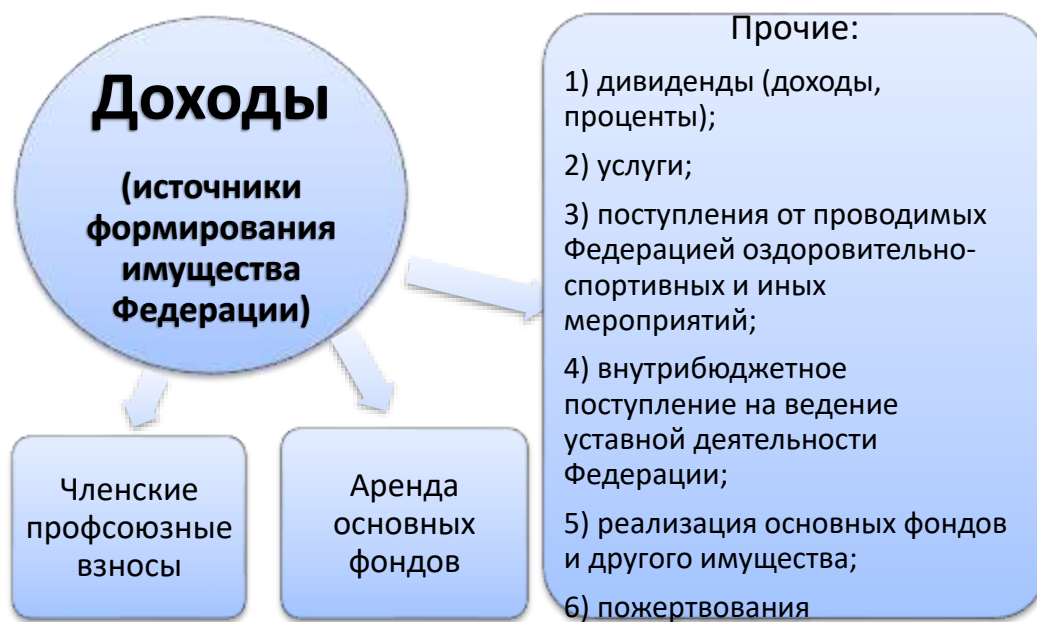 Доходы
(источники
формирования
имущества
Федерации)
Членские
профсоюзные
взносы
Аренда
основных
фондов
Прочие:
1) дивиденды (доходы,
проценты);
2) услуги;
3) поступления от проводимых
Федерацией оздоровительно-
спортивных и иных
мероприятий;
4) внутрибюджетное
поступление на ведение
уставной деятельности
Федерации;
5) реализация основных фондов
и другого имущества;
6) пожертвования